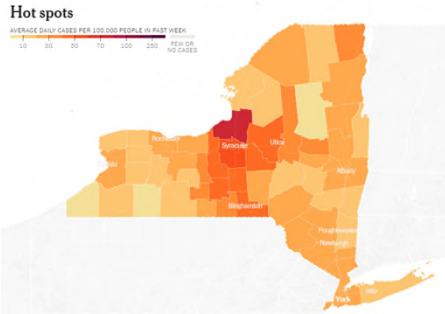 Hot spots
AVERAGE DAILY CASES PER 100,000 PEOPLE IN PAST WEEK
10 30 50 70 100 250
FEW OR
NO CASES
Rochester
Syracuse
Utica
Albany
Binghamton
Poughkeepsie
Newburgh
York